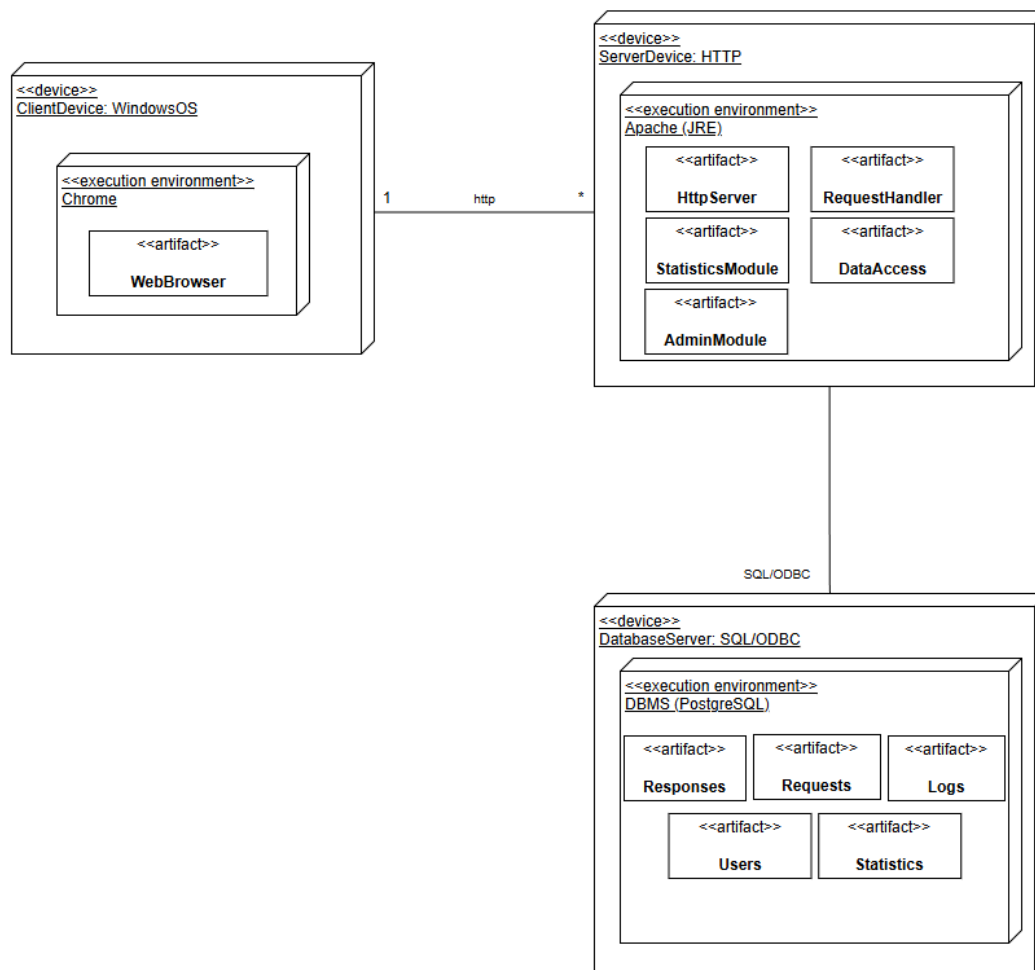 <<device>>
ClientDevice: WindowsOS
<<execution environment>>
Chrome
<<artifact>>
WebBrowser
1
http
*
<<device>>
ServerDevice: HTTP
<<execution environment>>
Apache (JRE)
<<artifact>>
HttpServer
<<artifact>>
RequestHandler
<<artifact>>
StatisticsModule
<<artifact>>
DataAccess
<<artifact>>
AdminModule
SQL/ODBC
<<device>>
DatabaseServer: SQL/ODBC
<<execution environment>>
DBMS (PostgreSQL)
<<artifact>>
Responses
<<artifact>>
Requests
<<artifact>>
Logs
<<artifact>>
Users
<<artifact>>
Statistics